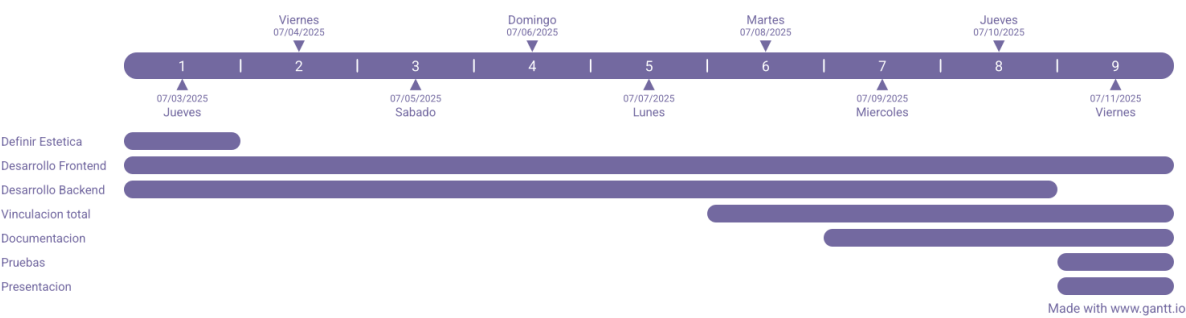 Viernes
07/04/2025
Domingo
07/06/2025
Martes
07/08/2025
Jueves
07/10/2025
1 | 2 | 3 | 4 | 5 | 6 | 7 | 8 | 9
07/03/2025
Jueves
07/05/2025
Sabado
07/07/2025
Lunes
07/09/2025
Miercoles
07/11/2025
Viernes
Definir Estetica
Desarrollo Frontend
Desarrollo Backend
Vinculacion total
Documentacion
Pruebas
Presentacion
Made with www.gantt.io